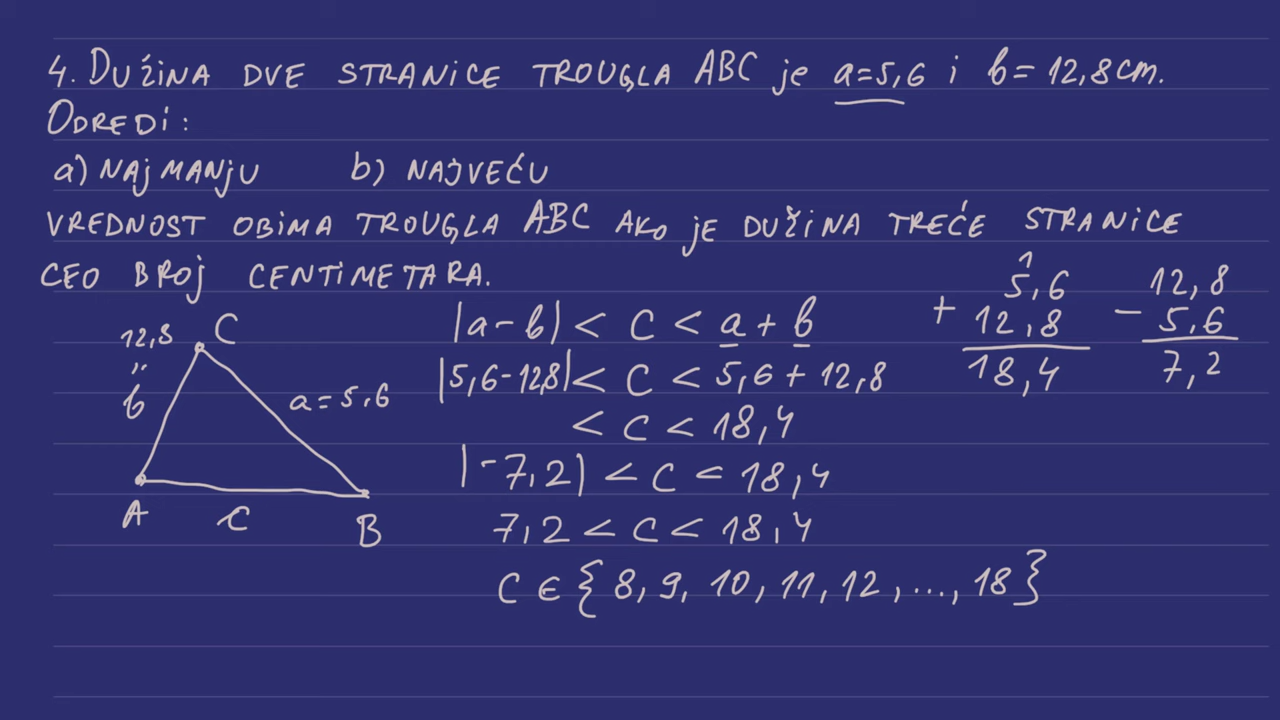 4. Dužina dve stranice trougla ABC je a=5,6 i b=12,8cm.
Odredi:
a) najmanju b) najveću
vrednost obima trougla ABC ako je dužina treće stranice
ceo broj centimetara.
1
5,6
+ 12,8
18,4
12,8
- 5,6
7,2
12,8
"
b
C
a=5,6
A
c
B
|a-b| < c < a+b
|5,6-12,8| < c < 5,6+12,8
< c < 18,4
|-7,2| < c < 18,4
7,2 < c < 18,4
c ∈ {8, 9, 10, 11, 12, ..., 18}